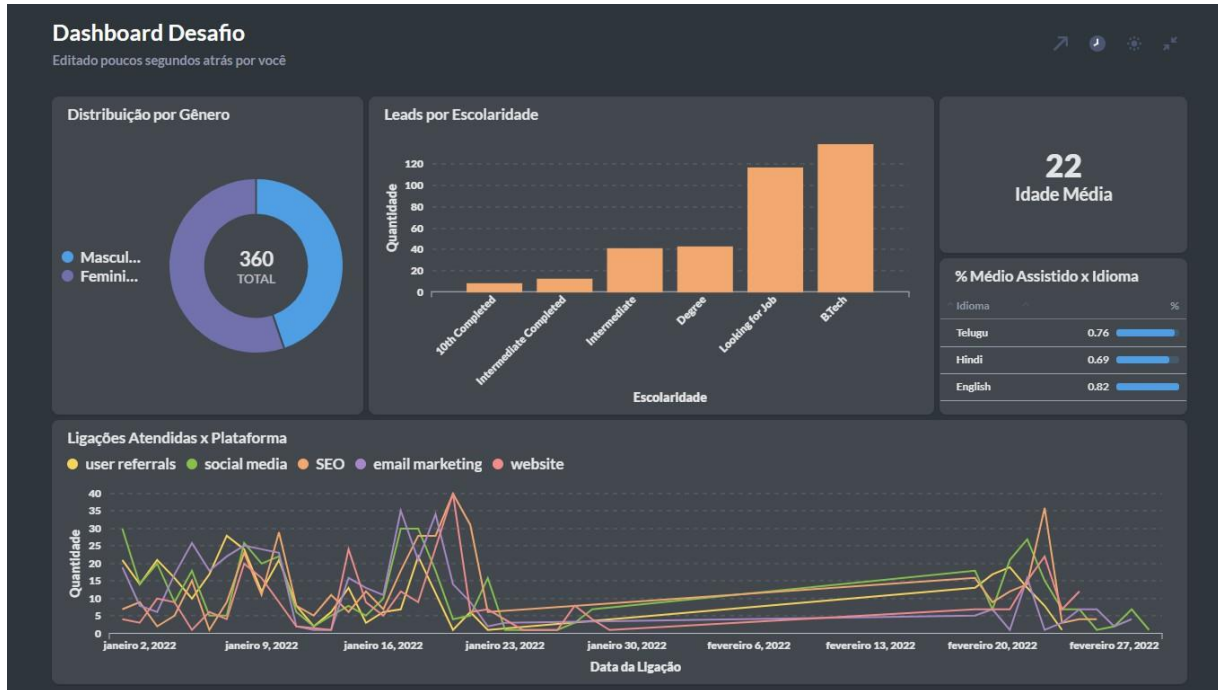 Dashboard Desafio
Editado poucos segundos atrás por você
Distribuição por Gênero
Mascul...
Femini...
360
TOTAL
Leads por Escolaridade
Quantidade
120
100
80
60
40
20
0
10th Completed
Intermediate Completed
Intermediate
Degree
Looking for Job
B.Tech
Escolaridade
22
Idade Média
% Médio Assistido x Idioma
Idioma %
Telugu 0.76
Hindi 0.69
English 0.82
Ligações Atendidas x Plataforma
user referrals social media SEO email marketing website
Quantidade
40
35
30
25
20
15
10
5
0
janeiro 2, 2022 janeiro 9, 2022 janeiro 16, 2022 janeiro 23, 2022 janeiro 30, 2022 fevereiro 6, 2022 fevereiro 13, 2022 fevereiro 20, 2022 fevereiro 27, 2022
Data da Ligação